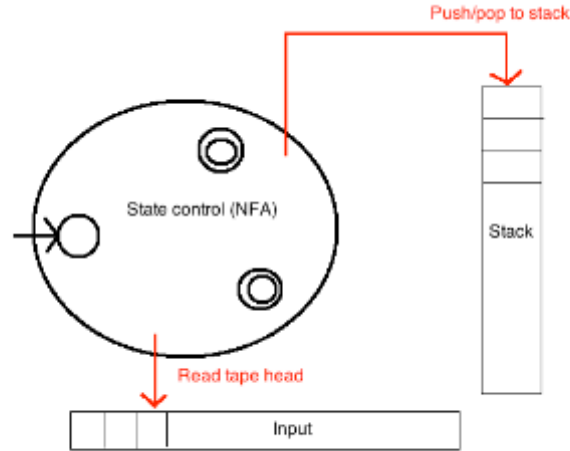 Push/pop to stack
State control (NFA)
Stack
Read tape head
Input